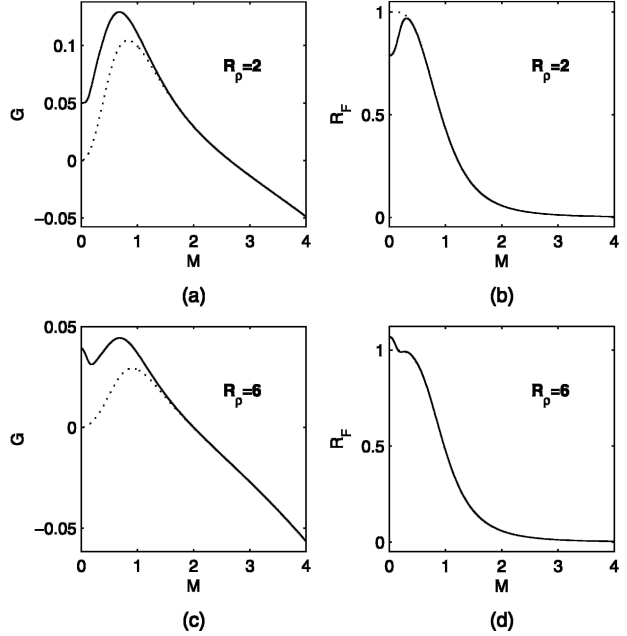 0.1
0.05
0
−0.05
G
R_ρ=2
0 1 2 3 4
M
(a)
1
0.5
0
R_F
R_ρ=2
0 1 2 3 4
M
(b)
0.05
0
−0.05
G
R_ρ=6
0 1 2 3 4
M
(c)
1
0.5
0
R_F
R_ρ=6
0 1 2 3 4
M
(d)